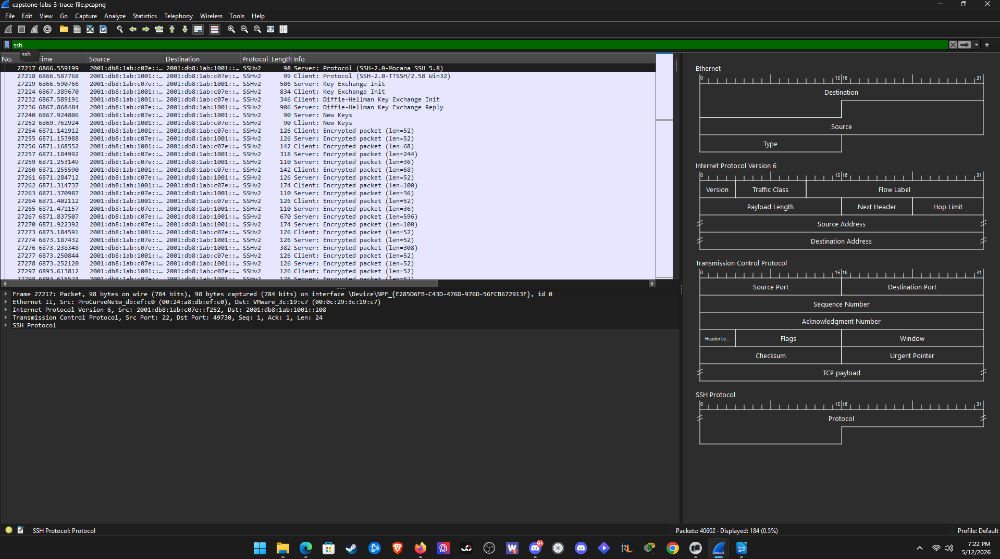 capstone-labs-3-trace-file.pcapng
File Edit View Go Capture Analyze Statistics Telephony Wireless Tools Help
ssh
ssh
No. Time Source Destination Protocol Length Info
27217 6866.559199 2001:db8:1ab:c07e::… 2001:db8:1ab:1001::… SSHv2 98 Server: Protocol (SSH-2.0-Mocana SSH 5.8)
27218 6866.587768 2001:db8:1ab:1001::… 2001:db8:1ab:c07e::… SSHv2 99 Client: Protocol (SSH-2.0-TTSSH/2.58 Win32)
27219 6866.590766 2001:db8:1ab:c07e::… 2001:db8:1ab:1001::… SSHv2 506 Server: Key Exchange Init
27224 6867.389670 2001:db8:1ab:1001::… 2001:db8:1ab:c07e::… SSHv2 834 Client: Key Exchange Init
27232 6867.589191 2001:db8:1ab:1001::… 2001:db8:1ab:c07e::… SSHv2 346 Client: Diffie-Hellman Key Exchange Init
27236 6867.868484 2001:db8:1ab:c07e::… 2001:db8:1ab:1001::… SSHv2 906 Server: Diffie-Hellman Key Exchange Reply
27240 6867.924806 2001:db8:1ab:c07e::… 2001:db8:1ab:1001::… SSHv2 90 Server: New Keys
27252 6869.762924 2001:db8:1ab:1001::… 2001:db8:1ab:c07e::… SSHv2 90 Client: New Keys
27254 6871.141912 2001:db8:1ab:1001::… 2001:db8:1ab:c07e::… SSHv2 126 Client: Encrypted packet (len=52)
27255 6871.153988 2001:db8:1ab:c07e::… 2001:db8:1ab:1001::… SSHv2 126 Server: Encrypted packet (len=52)
27256 6871.168552 2001:db8:1ab:1001::… 2001:db8:1ab:c07e::… SSHv2 142 Client: Encrypted packet (len=68)
27257 6871.184992 2001:db8:1ab:c07e::… 2001:db8:1ab:1001::… SSHv2 318 Server: Encrypted packet (len=244)
27259 6871.253149 2001:db8:1ab:c07e::… 2001:db8:1ab:1001::… SSHv2 110 Server: Encrypted packet (len=36)
27260 6871.255590 2001:db8:1ab:1001::… 2001:db8:1ab:c07e::… SSHv2 142 Client: Encrypted packet (len=68)
27261 6871.284712 2001:db8:1ab:c07e::… 2001:db8:1ab:1001::… SSHv2 126 Server: Encrypted packet (len=52)
27262 6871.314737 2001:db8:1ab:1001::… 2001:db8:1ab:c07e::… SSHv2 174 Client: Encrypted packet (len=100)
27263 6871.370987 2001:db8:1ab:c07e::… 2001:db8:1ab:1001::… SSHv2 110 Server: Encrypted packet (len=36)
27264 6871.402112 2001:db8:1ab:1001::… 2001:db8:1ab:c07e::… SSHv2 126 Client: Encrypted packet (len=52)
27265 6871.471157 2001:db8:1ab:c07e::… 2001:db8:1ab:1001::… SSHv2 110 Server: Encrypted packet (len=36)
27267 6871.837507 2001:db8:1ab:c07e::… 2001:db8:1ab:1001::… SSHv2 670 Server: Encrypted packet (len=596)
27270 6871.922392 2001:db8:1ab:c07e::… 2001:db8:1ab:1001::… SSHv2 174 Server: Encrypted packet (len=100)
27273 6873.184591 2001:db8:1ab:1001::… 2001:db8:1ab:c07e::… SSHv2 126 Client: Encrypted packet (len=52)
27274 6873.187432 2001:db8:1ab:c07e::… 2001:db8:1ab:1001::… SSHv2 126 Server: Encrypted packet (len=52)
27276 6873.238348 2001:db8:1ab:c07e::… 2001:db8:1ab:1001::… SSHv2 382 Server: Encrypted packet (len=308)
27277 6873.250844 2001:db8:1ab:1001::… 2001:db8:1ab:c07e::… SSHv2 126 Client: Encrypted packet (len=52)
27278 6873.252120 2001:db8:1ab:c07e::… 2001:db8:1ab:1001::… SSHv2 126 Server: Encrypted packet (len=52)
27297 6893.613812 2001:db8:1ab:1001::… 2001:db8:1ab:c07e::… SSHv2 126 Client: Encrypted packet (len=52)
27298 6893.615574 2001:db8:1ab:c07e::… 2001:db8:1ab:1001::… SSHv2 126 Server: Encrypted packet (len=52)
Frame 27217: Packet, 98 bytes on wire (784 bits), 98 bytes captured (784 bits) on interface \Device\NPF_{E285D6FB-C43D-476D-976D-56FCB672913F}, id 0
Ethernet II, Src: ProCurveNetw_db:ef:c0 (00:24:a8:db:ef:c0), Dst: VMware_3c:19:c7 (00:0c:29:3c:19:c7)
Internet Protocol Version 6, Src: 2001:db8:1ab:c07e::f252, Dst: 2001:db8:1ab:1001::108
Transmission Control Protocol, Src Port: 22, Dst Port: 49730, Seq: 1, Ack: 1, Len: 24
SSH Protocol
Ethernet
0 15 16 31
Destination
Source
Type
Internet Protocol Version 6
0 15 16 31
Version Traffic Class Flow Label
Payload Length Next Header Hop Limit
Source Address
Destination Address
Transmission Control Protocol
0 15 16 31
Source Port Destination Port
Sequence Number
Acknowledgment Number
Header Le... Flags Window
Checksum Urgent Pointer
TCP payload
SSH Protocol
0 15 16 31
Protocol
SSH Protocol: Protocol
Packets: 40602 · Displayed: 184 (0.5%)
Profile: Default
9+
7:22 PM
5/12/2026